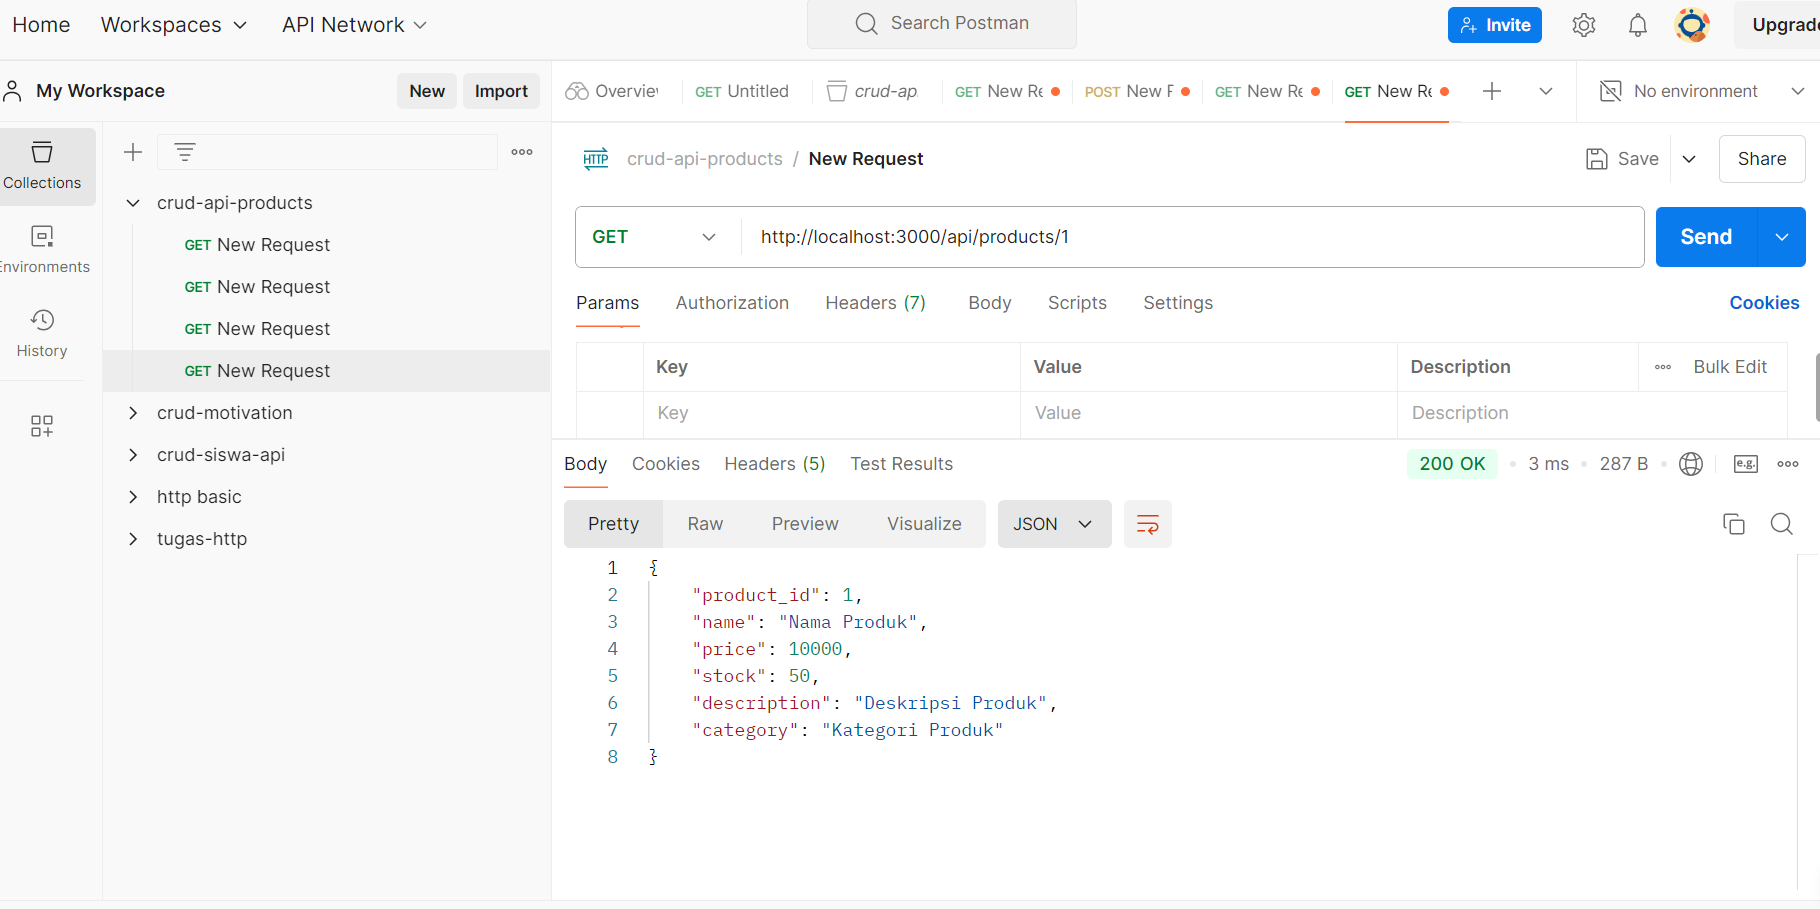 Home Workspaces API Network Search Postman Invite Upgrade
My Workspace New Import Overview GET Untitled crud-ap GET New Re POST New F GET New Re GET New Re No environment
Collections
Environments
History
crud-api-products
GET New Request
GET New Request
GET New Request
GET New Request
crud-motivation
crud-siswa-api
http basic
tugas-http
HTTP crud-api-products / New Request Save Share
GET http://localhost:3000/api/products/1 Send
Params Authorization Headers (7) Body Scripts Settings Cookies
Key Value Description Bulk Edit
Key Value Description
Body Cookies Headers (5) Test Results 200 OK 3 ms 287 B e.g.
Pretty Raw Preview Visualize JSON
1 {
2 "product_id": 1,
3 "name": "Nama Produk",
4 "price": 10000,
5 "stock": 50,
6 "description": "Deskripsi Produk",
7 "category": "Kategori Produk"
8 }